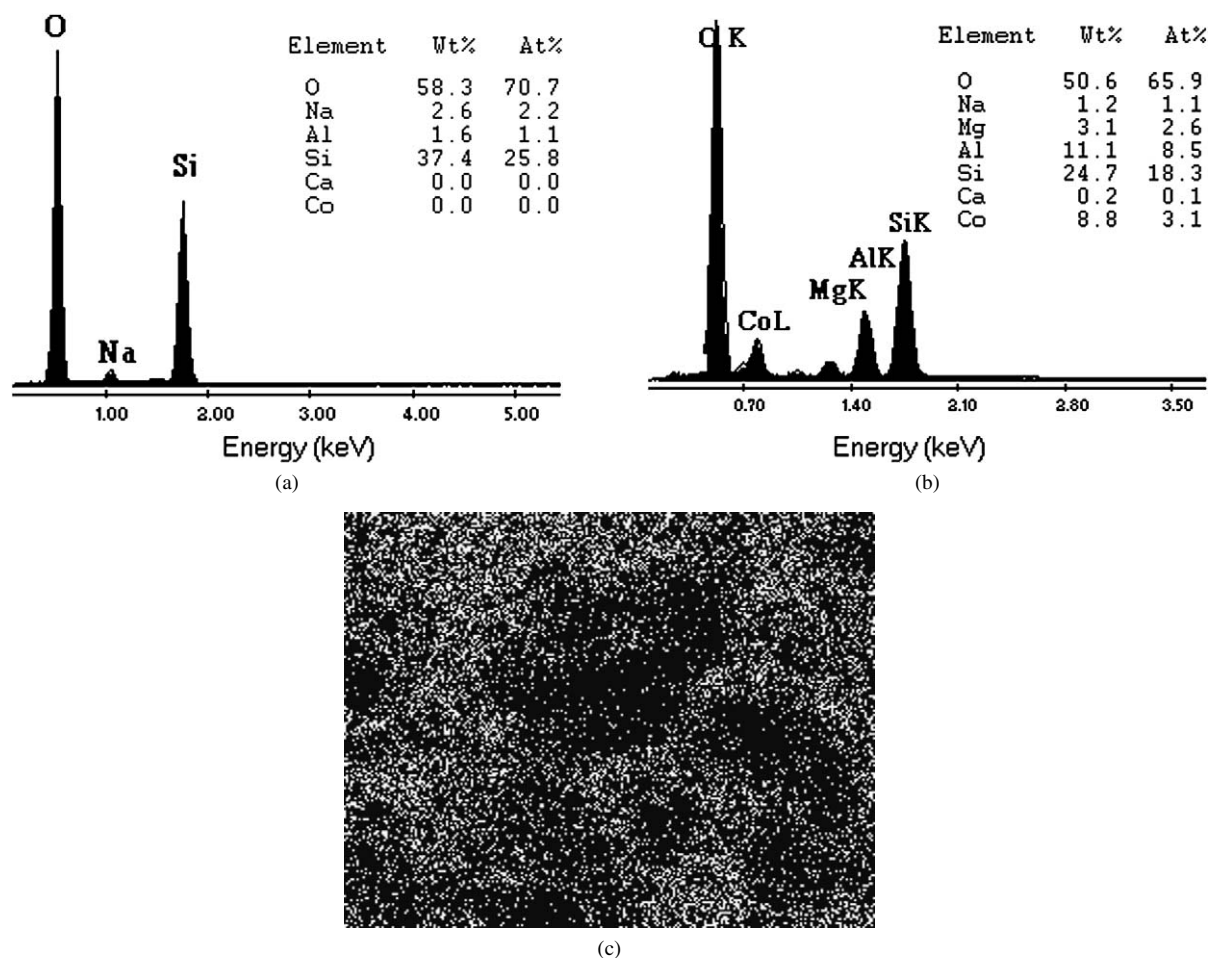 O
Element Wt% At%
O 58.3 70.7
Na 2.6 2.2
Al 1.6 1.1
Si 37.4 25.8
Ca 0.0 0.0
Co 0.0 0.0
Si
Na
1.00 2.00 3.00 4.00 5.00
Energy (keV)
(a)
O K
Element Wt% At%
O 50.6 65.9
Na 1.2 1.1
Mg 3.1 2.6
Al 11.1 8.5
Si 24.7 18.3
Ca 0.2 0.1
Co 8.8 3.1
SiK
AlK
MgK
CoL
0.70 1.40 2.10 2.80 3.50
Energy (keV)
(b)
(c)